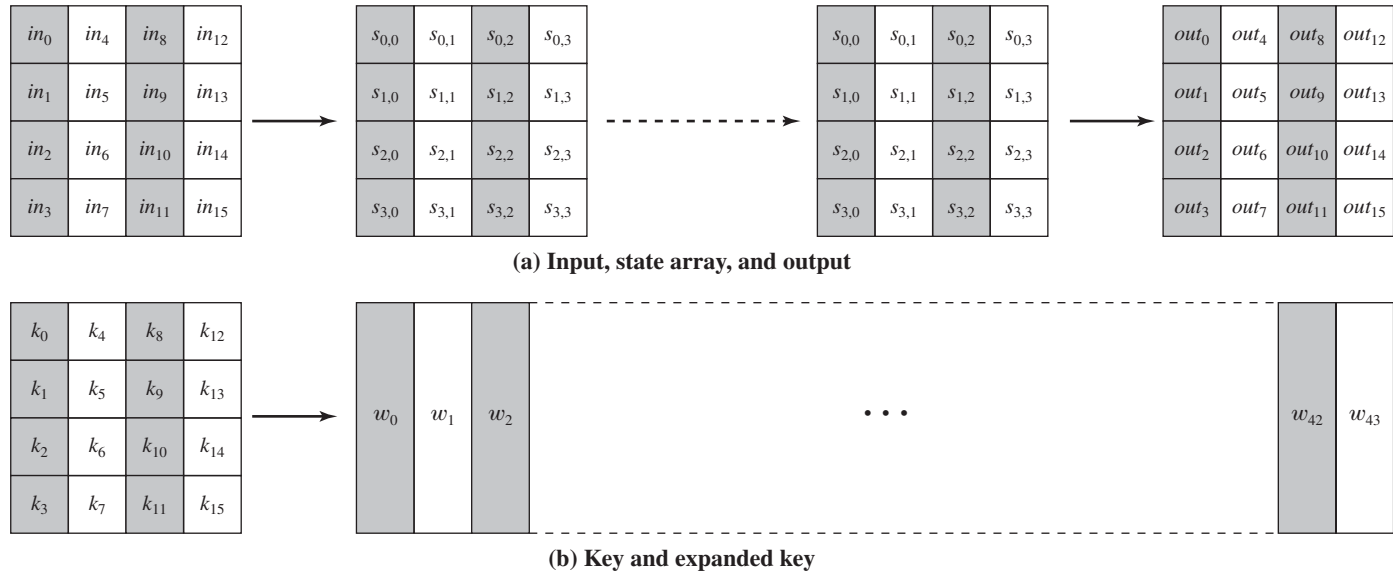 in₀ in₄ in₈ in₁₂ s₀,₀ s₀,₁ s₀,₂ s₀,₃ s₀,₀ s₀,₁ s₀,₂ s₀,₃ out₀ out₄ out₈ out₁₂
in₁ in₅ in₉ in₁₃ s₁,₀ s₁,₁ s₁,₂ s₁,₃ s₁,₀ s₁,₁ s₁,₂ s₁,₃ out₁ out₅ out₉ out₁₃
in₂ in₆ in₁₀ in₁₄ s₂,₀ s₂,₁ s₂,₂ s₂,₃ s₂,₀ s₂,₁ s₂,₂ s₂,₃ out₂ out₆ out₁₀ out₁₄
in₃ in₇ in₁₁ in₁₅ s₃,₀ s₃,₁ s₃,₂ s₃,₃ s₃,₀ s₃,₁ s₃,₂ s₃,₃ out₃ out₇ out₁₁ out₁₅
(a) Input, state array, and output
k₀ k₄ k₈ k₁₂
k₁ k₅ k₉ k₁₃
w₀ w₁ w₂ • • • w₄₂ w₄₃
k₂ k₆ k₁₀ k₁₄
k₃ k₇ k₁₁ k₁₅
(b) Key and expanded key